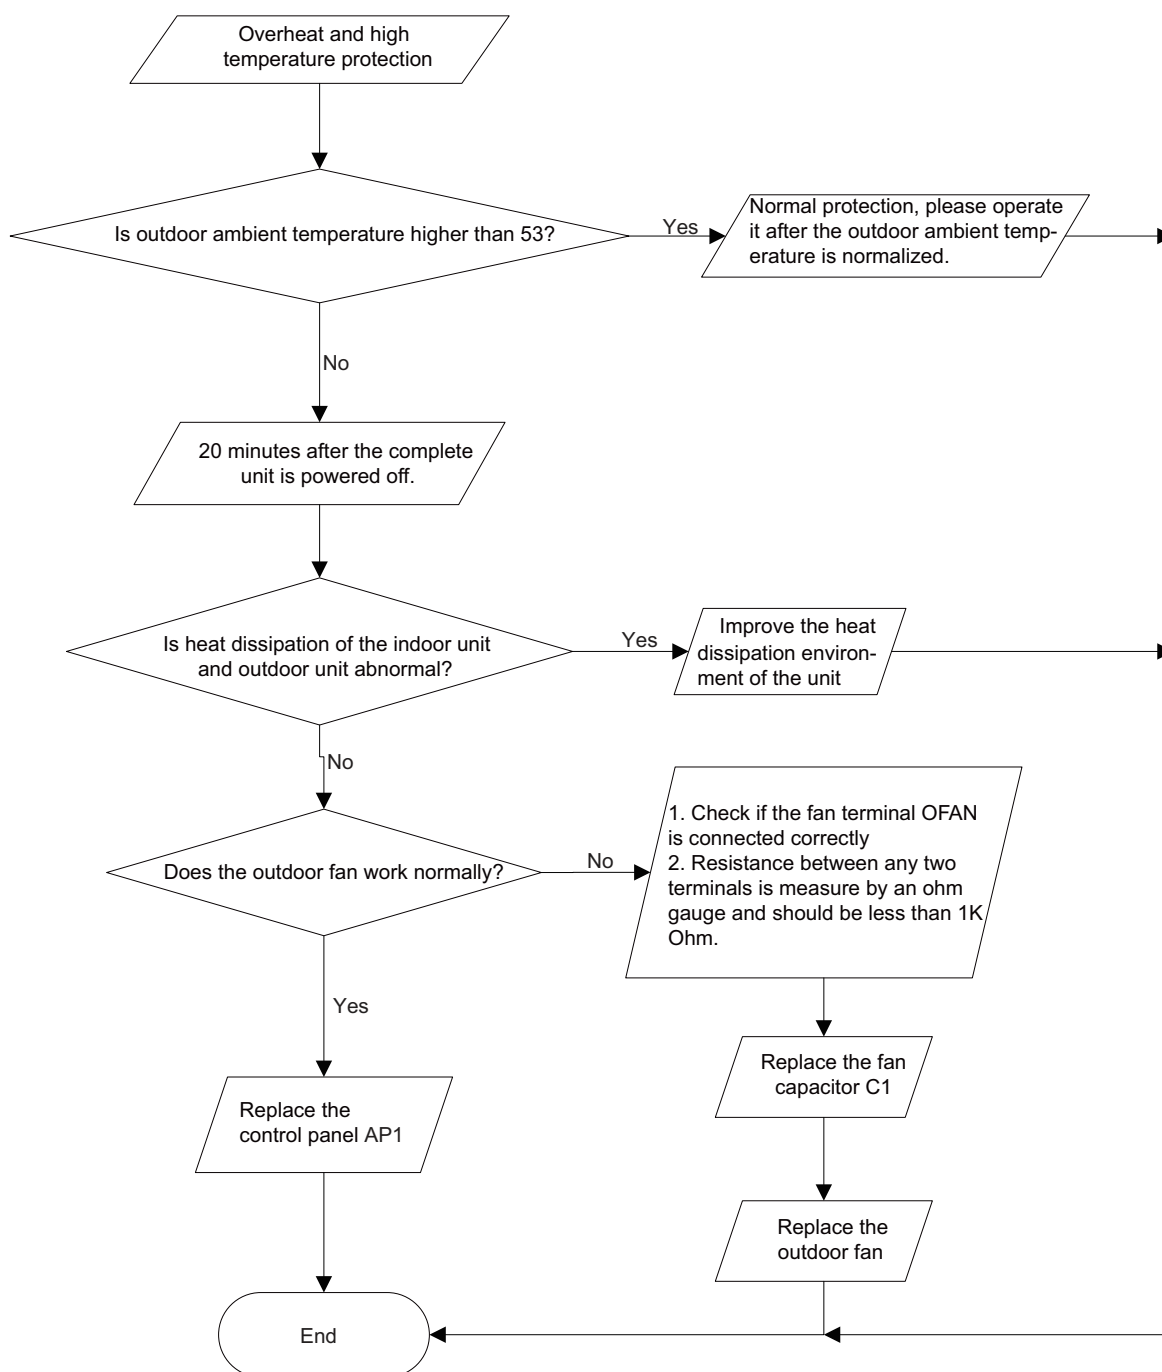 Overheat and high
temperature protection
Is outdoor ambient temperature higher than 53?
Yes
Normal protection, please operate
it after the outdoor ambient temp-
erature is normalized.
No
20 minutes after the complete
unit is powered off.
Is heat dissipation of the indoor unit
and outdoor unit abnormal?
Yes
Improve the heat
dissipation environ-
ment of the unit
No
Does the outdoor fan work normally?
No
1. Check if the fan terminal OFAN
is connected correctly
2. Resistance between any two
terminals is measure by an ohm
gauge and should be less than 1K
Ohm.
Yes
Replace the fan
capacitor C1
Replace the
control panel AP1
Replace the
outdoor fan
End